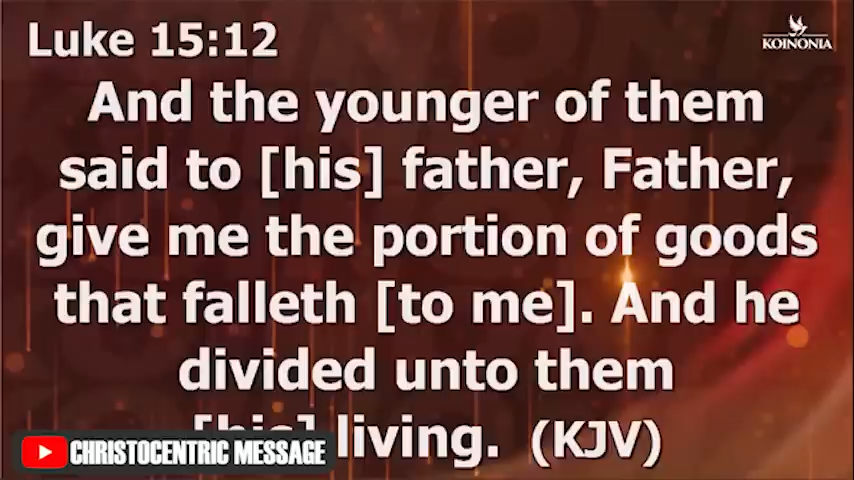 Luke 15:12
KOINONIA
And the younger of them
said to [his] father, Father,
give me the portion of goods
that falleth [to me]. And he
divided unto them
[his] living. (KJV)
CHRISTOCENTRIC MESSAGE